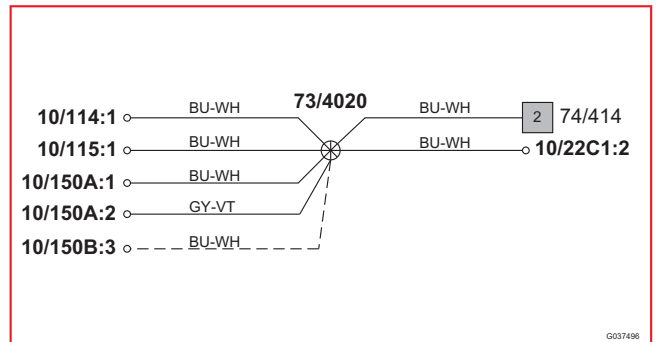 73/4020
10/114:1 BU-WH BU-WH 2 74/414
10/115:1 BU-WH BU-WH 10/22C1:2
10/150A:1 BU-WH
10/150A:2 GY-VT
10/150B:3 BU-WH
G037496